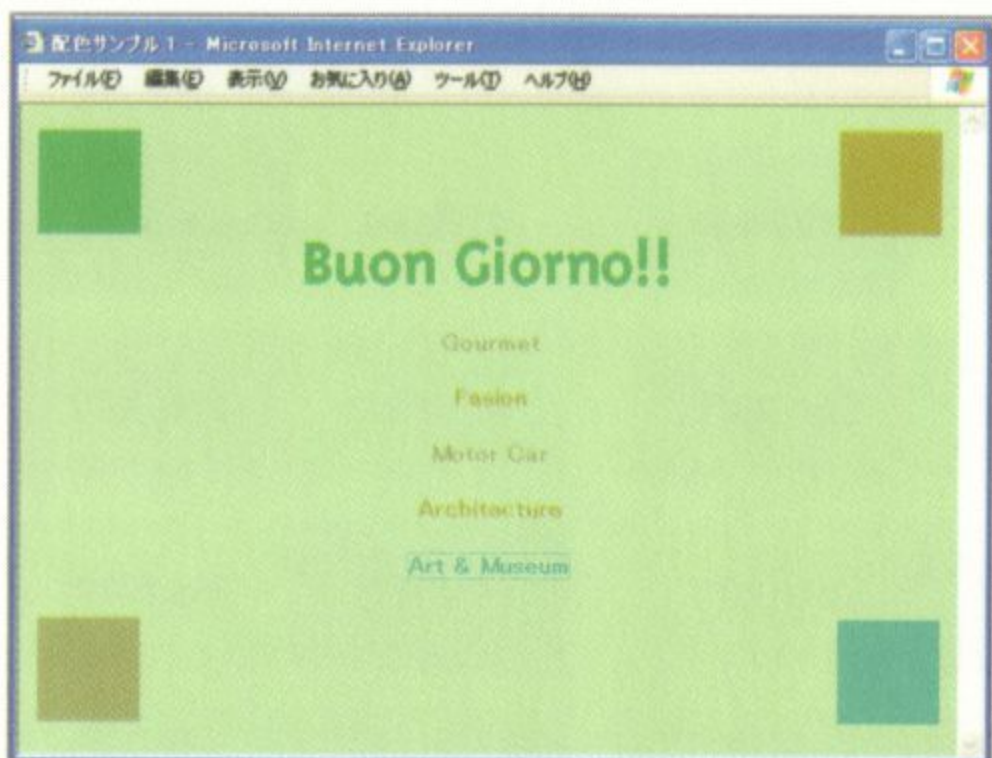 配色サンプル 1 - Microsoft Internet Explorer
ファイル(F) 編集(E) 表示(V) お気に入り(A) ツール(T) ヘルプ(H)
Buon Giorno!!
Gourmet
Fasion
Motor Car
Architecture
Art & Museum